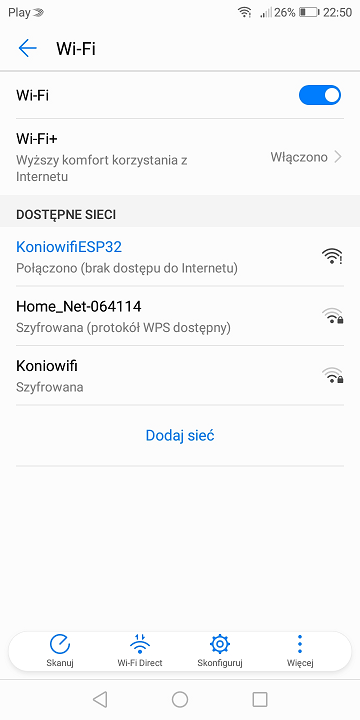 Play 26% 22:50
Wi-Fi
Wi-Fi
Wi-Fi+
Wyższy komfort korzystania z
Internetu
Włączono
DOSTĘPNE SIECI
KoniowifiESP32
Połączono (brak dostępu do Internetu)
Home_Net-064114
Szyfrowana (protokół WPS dostępny)
Koniowifi
Szyfrowana
Dodaj sieć
Skanuj Wi-Fi Direct Skonfiguruj Więcej